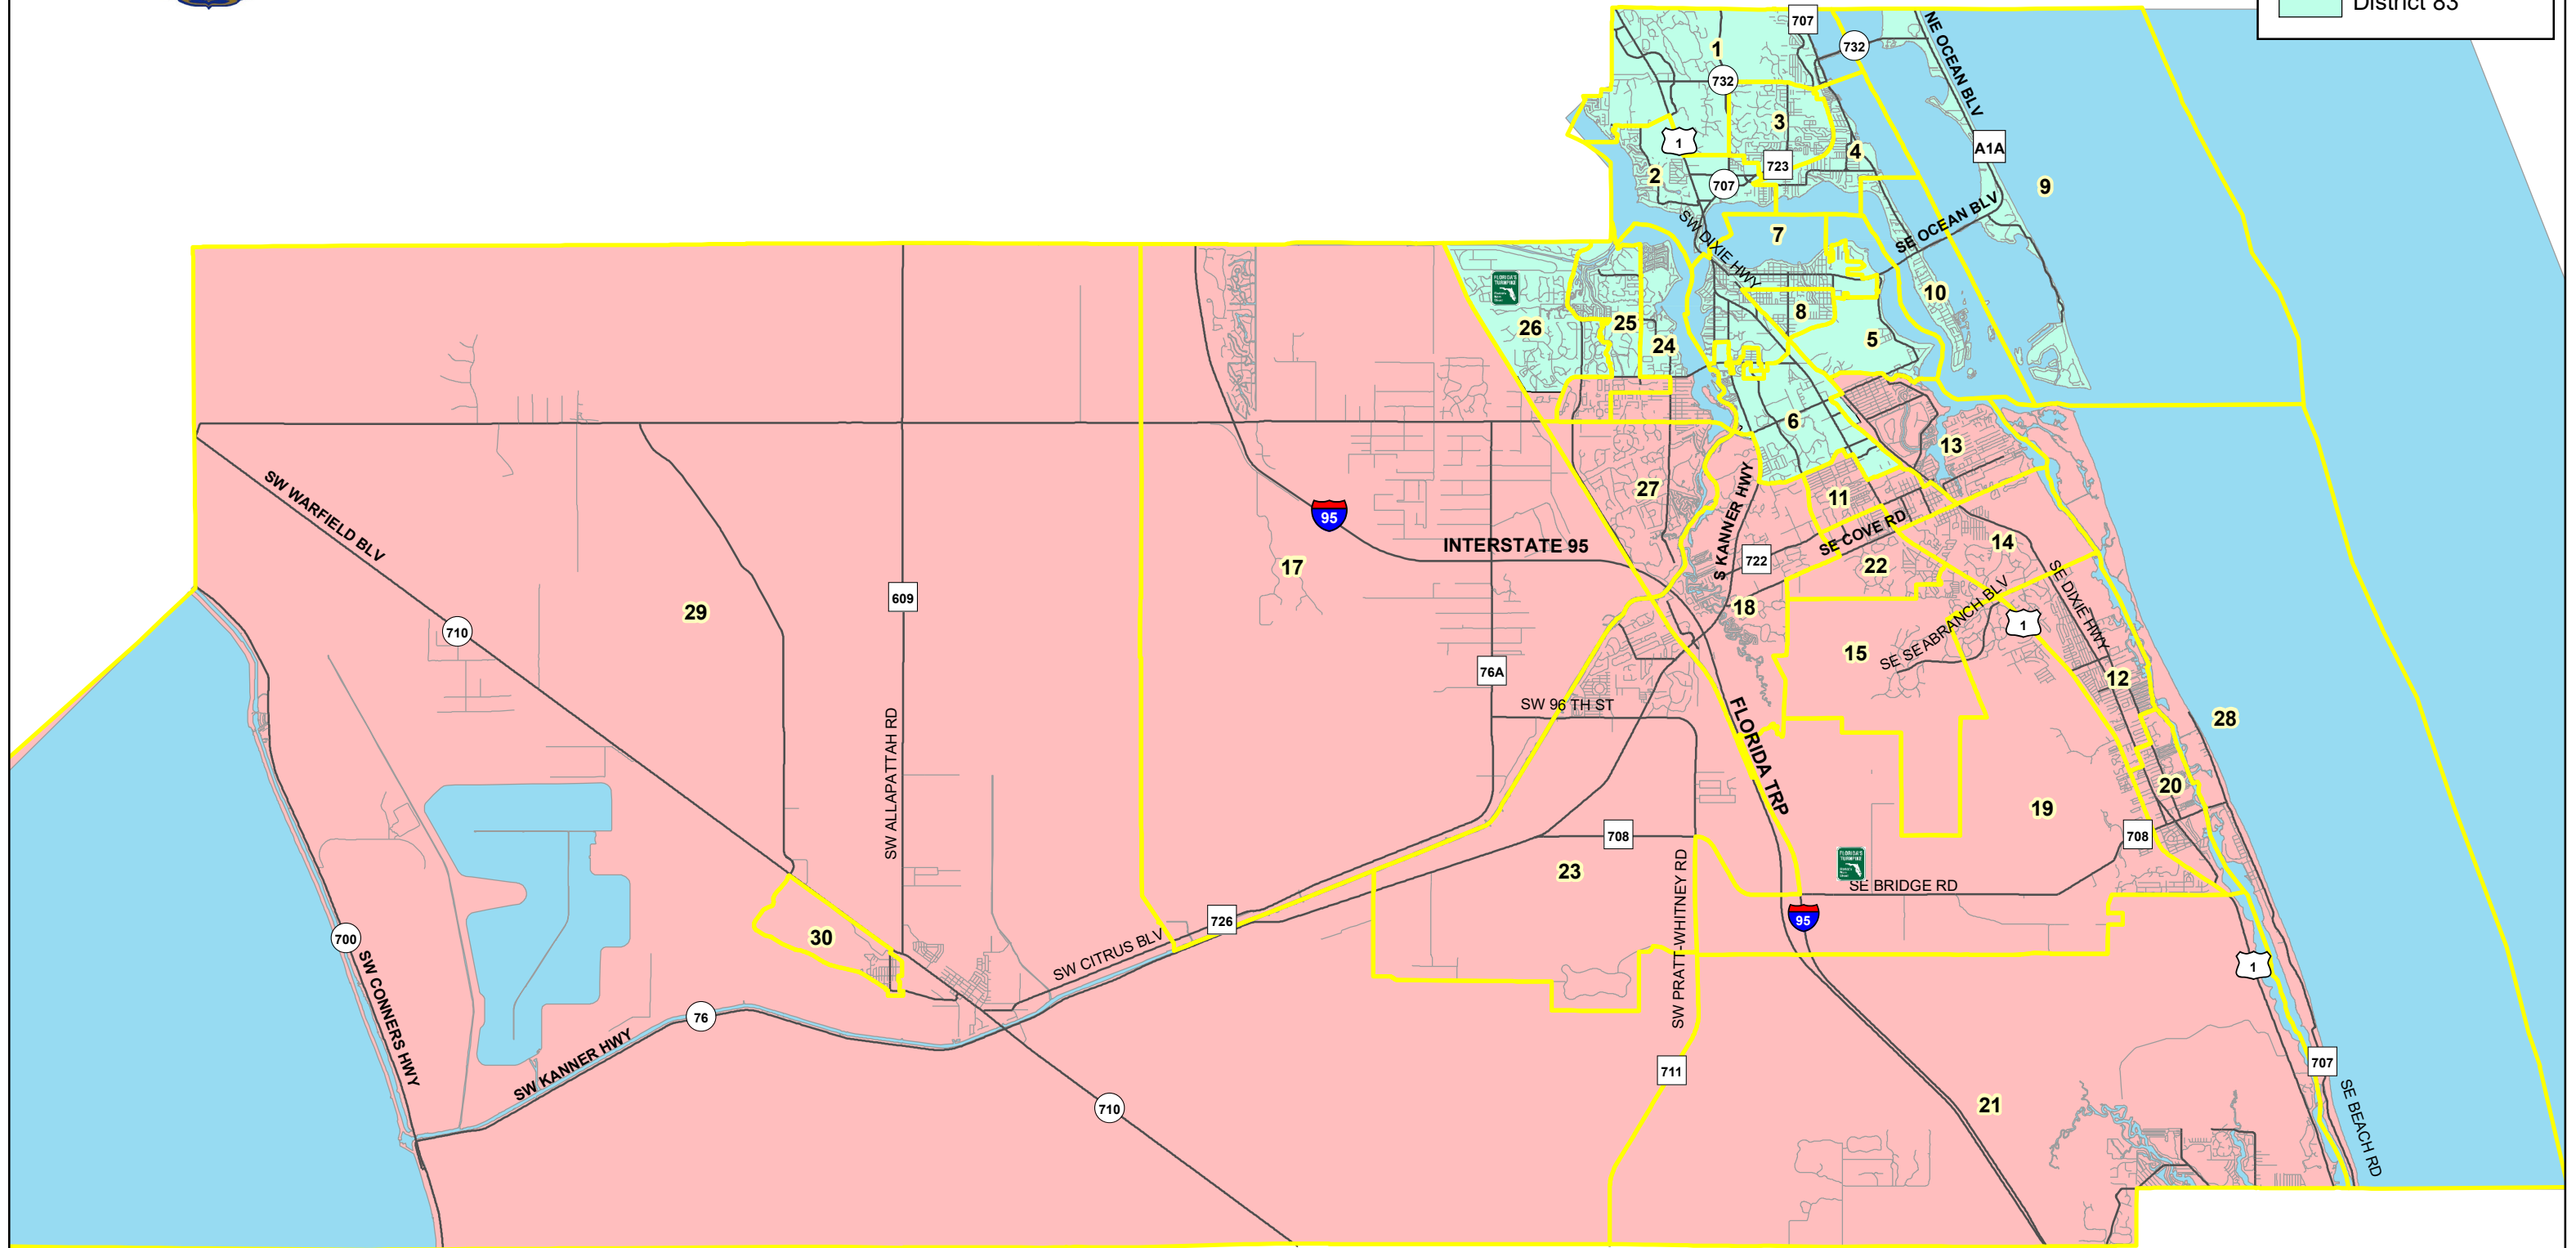 District 83
707
1
732
NE OCEAN BLV
732
3
1
A1A
4
723
2
707
9
SE OCEAN BLV
SW DIXIE HWY
7
10
8
26
25
24
5
6
13
SW WARFIELD BLV
27
S KANNER HWY
11
95
INTERSTATE 95
SE COVE RD
14
722
22
17
29
609
18
SE DIXIE HWY
SE SEABRANCH BLV
1
710
15
76A
12
SW 96 TH ST
28
FLORIDA TRP
SW ALLAPATTAH RD
20
19
708
708
23
SW PRATT-WHITNEY RD
SE BRIDGE RD
726
95
30
700
SW CITRUS BLV
1
SW CONNERS HWY
76
SW KANNER HWY
707
711
710
21
SE BEACH RD